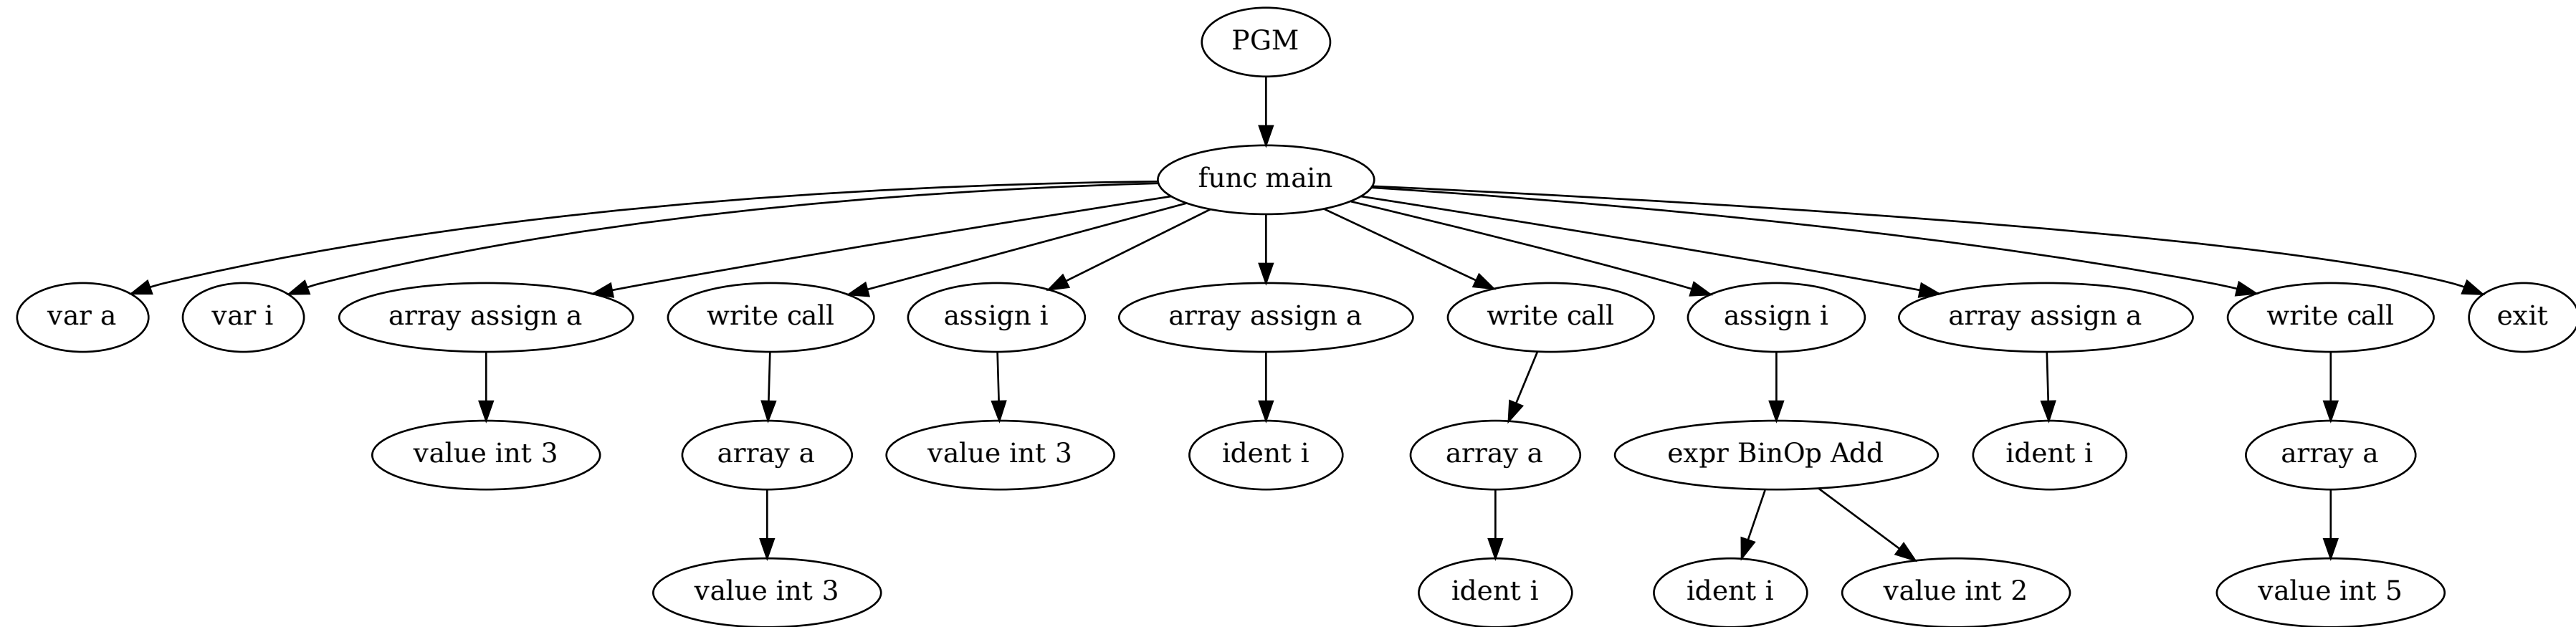 PGM
func main
var a
var i
array assign a
write call
assign i
array assign a
write call
assign i
array assign a
write call
exit
value int 3
array a
value int 3
ident i
array a
expr BinOp Add
ident i
array a
value int 3
ident i
ident i
value int 2
value int 5